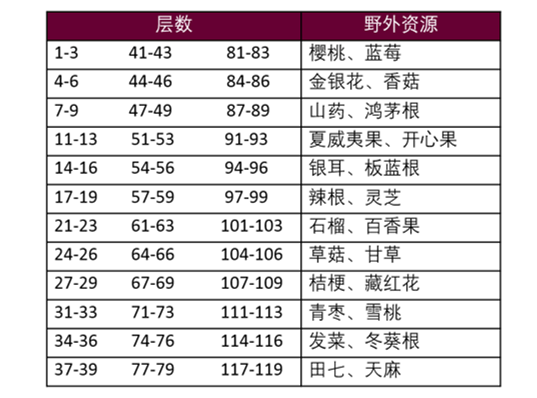 层数 野外资源
1-3 41-43 81-83 樱桃、蓝莓
4-6 44-46 84-86 金银花、香菇
7-9 47-49 87-89 山药、鸿茅根
11-13 51-53 91-93 夏威夷果、开心果
14-16 54-56 94-96 银耳、板蓝根
17-19 57-59 97-99 辣根、灵芝
21-23 61-63 101-103 石榴、百香果
24-26 64-66 104-106 草菇、甘草
27-29 67-69 107-109 桔梗、藏红花
31-33 71-73 111-113 青枣、雪桃
34-36 74-76 114-116 发菜、冬葵根
37-39 77-79 117-119 田七、天麻